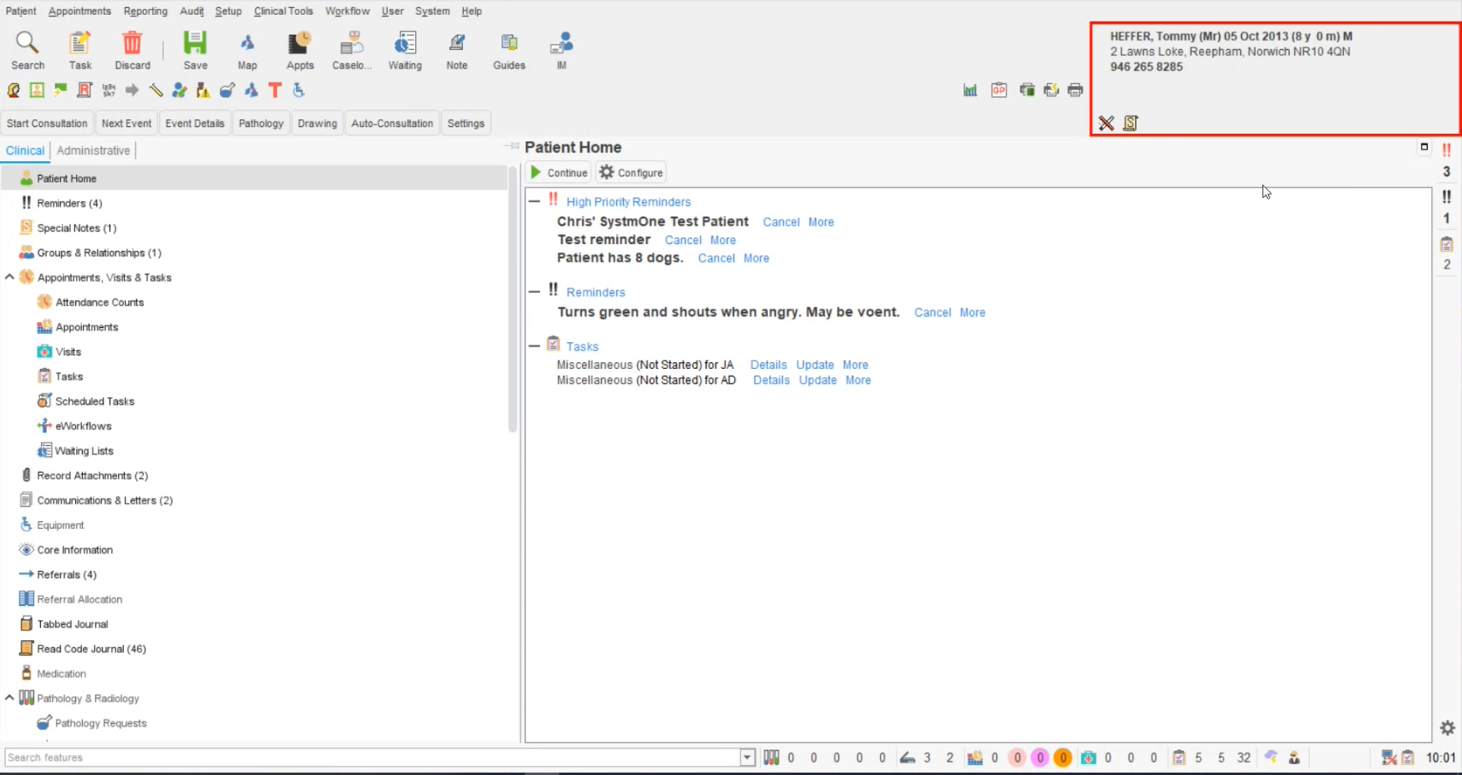 Patient Appointments Reporting Audit Setup Clinical Tools Workflow User System Help
Search Task Discard Save Map Appts Caselo... Waiting Note Guides IM
HEFFER, Tommy (Mr) 05 Oct 2013 (8 y 0 m) M
2 Lawns Loke, Reepham, Norwich NR10 4QN
946 265 8285
GP
Start Consultation Next Event Event Details Pathology Drawing Auto-Consultation Settings
Clinical Administrative
Patient Home
Reminders (4)
Special Notes (1)
Groups & Relationships (1)
Appointments, Visits & Tasks
Attendance Counts
Appointments
Visits
Tasks
Scheduled Tasks
eWorkflows
Waiting Lists
Record Attachments (2)
Communications & Letters (2)
Equipment
Core Information
Referrals (4)
Referral Allocation
Tabbed Journal
Read Code Journal (46)
Medication
Pathology & Radiology
Pathology Requests
Patient Home
Continue Configure
!! High Priority Reminders
Chris' SystmOne Test Patient Cancel More
Test reminder Cancel More
Patient has 8 dogs. Cancel More
!! Reminders
Turns green and shouts when angry. May be voent. Cancel More
Tasks
Miscellaneous (Not Started) for JA Details Update More
Miscellaneous (Not Started) for AD Details Update More
!!
3
!!
1
2
Search features
0 0 0 0 0 3 2 0 0 0 0 0 0 0 5 5 32 10:01